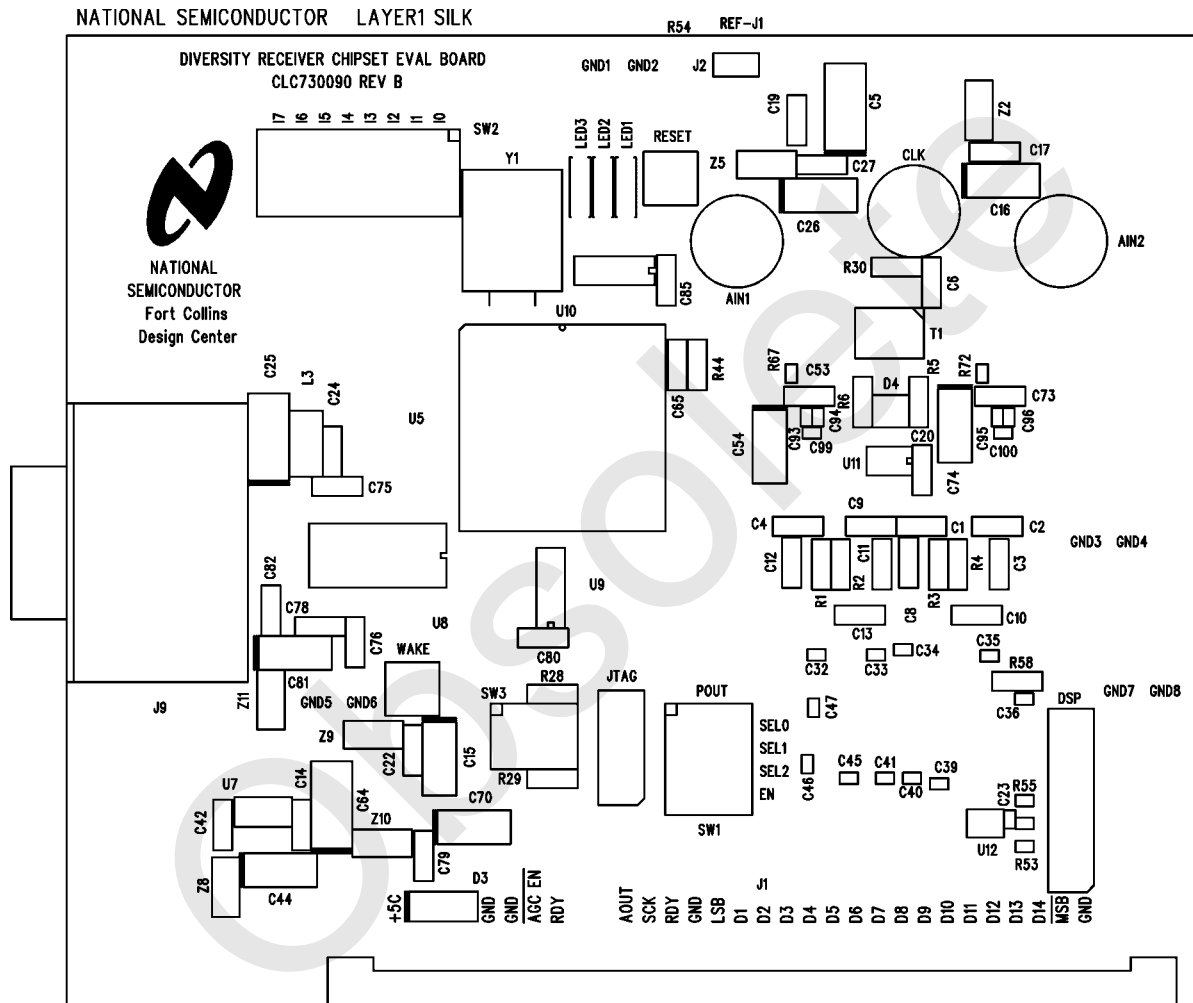 NATIONAL SEMICONDUCTOR LAYER1 SILK
R54 REF-J1
DIVERSITY RECEIVER CHIPSET EVAL BOARD
CLC730090 REV B
GND1 GND2 J2
C19
C5
Z2
I7 I6 I5 I4 I3 I2 I1 I0
SW2
Y1
LED3 LED2 LED1
RESET
Z5
C27
CLK
C17
C26
C16
AIN2
AIN1
NATIONAL
SEMICONDUCTOR
Fort Collins
Design Center
C85
R30
C6
U10
T1
C25
L3
C24
U5
C65
R44
R67
C53
R6
D4
R5
R72
C73
C54
C93
C94
C99
C20
C95
C96
C100
U11
C74
C75
C4
C9
C1
C2
GND3 GND4
C12
C11
R4
C3
R1
R2
C8
R3
C82
C78
U8
C76
U9
C13
C10
C80
C32
C33
C34
C35
R58
C81
Z11
WAKE
GND5 GND6
J9
SW3
R28
JTAG
POUT
C47
C36
DSP
GND7 GND8
Z9
C22
C15
SEL0
SEL1
SEL2
EN
R29
C46
C45
C41
C40
C39
U7
C14
C64
C42
Z10
C70
SW1
C23
R55
U12
R53
C79
Z8
C44
D3
J1
+5C
GND
GND
AGC EN
RDY
AOUT
SCK
RDY
GND
LSB
D1
D2
D3
D4
D5
D6
D7
D8
D9
D10
D11
D12
D13
D14
MSB
GND
Obsolete